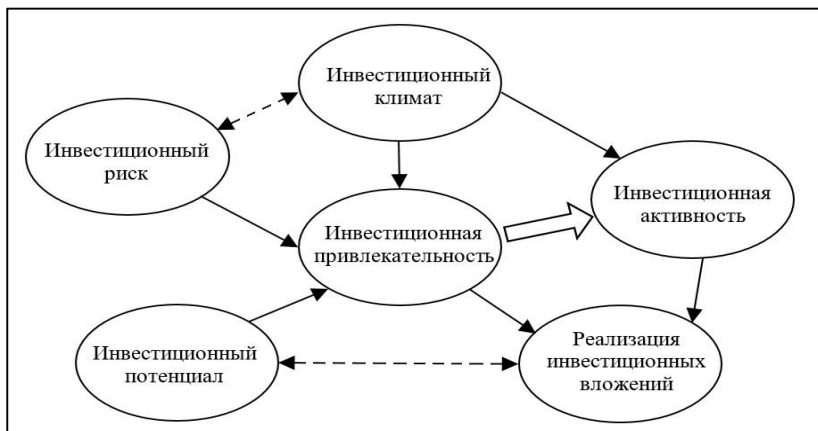 Инвестиционный
климат
Инвестиционный
риск
Инвестиционная
активность
Инвестиционная
привлекательность
Инвестиционный
потенциал
Реализация
инвестиционных
вложений